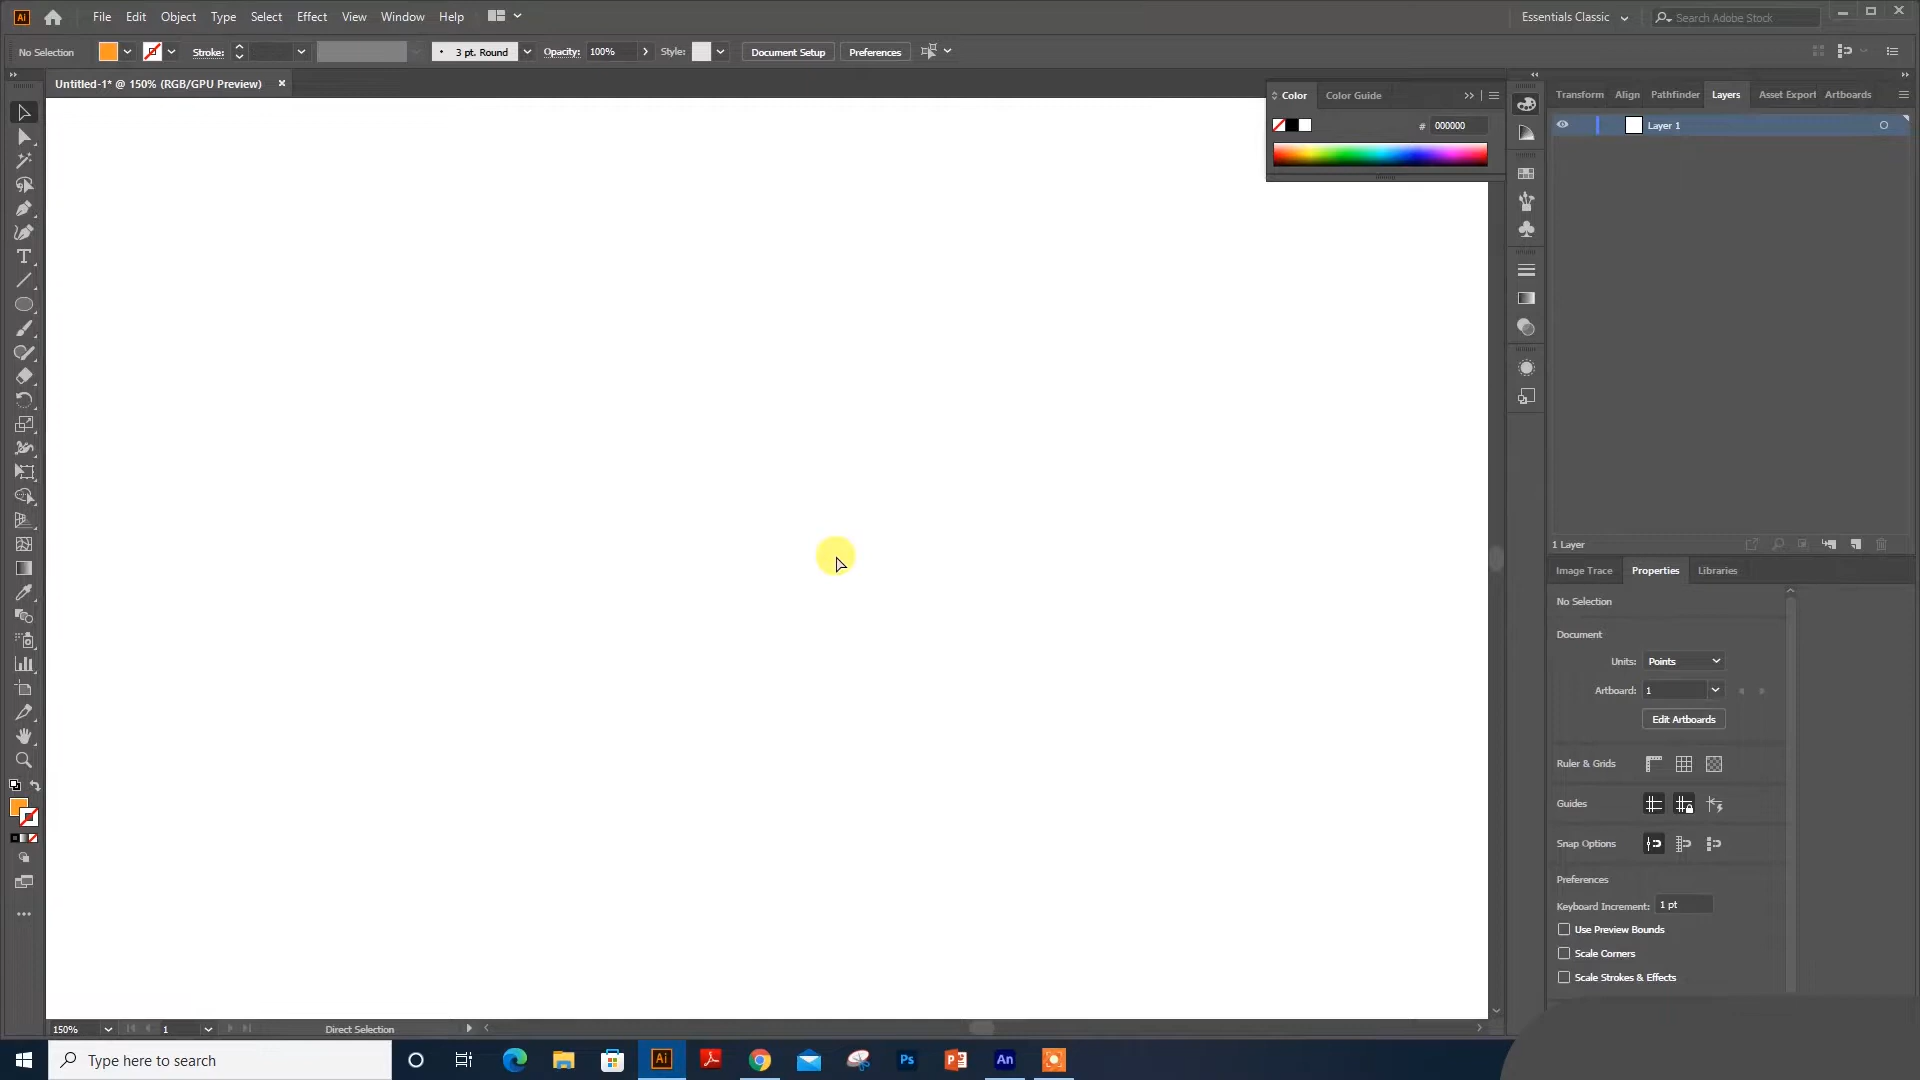 Ai File Edit Object Type Select Effect View Window Help Essentials Classic Search Adobe Stock
No Selection Stroke: 3 pt. Round Opacity: 100% Style: Document Setup Preferences
Untitled-1* @ 150% (RGB/GPU Preview)
Color Color Guide
# 000000
Transform Align Pathfinder Layers Asset Export Artboards
Layer 1
1 Layer
Image Trace Properties Libraries
No Selection
Document
Units: Points
Artboard: 1
Edit Artboards
Ruler & Grids
Guides
Snap Options
Preferences
Keyboard Increment: 1 pt
Use Preview Bounds
Scale Corners
Scale Strokes & Effects
150% 1 Direct Selection
Type here to search Ai Ps P An